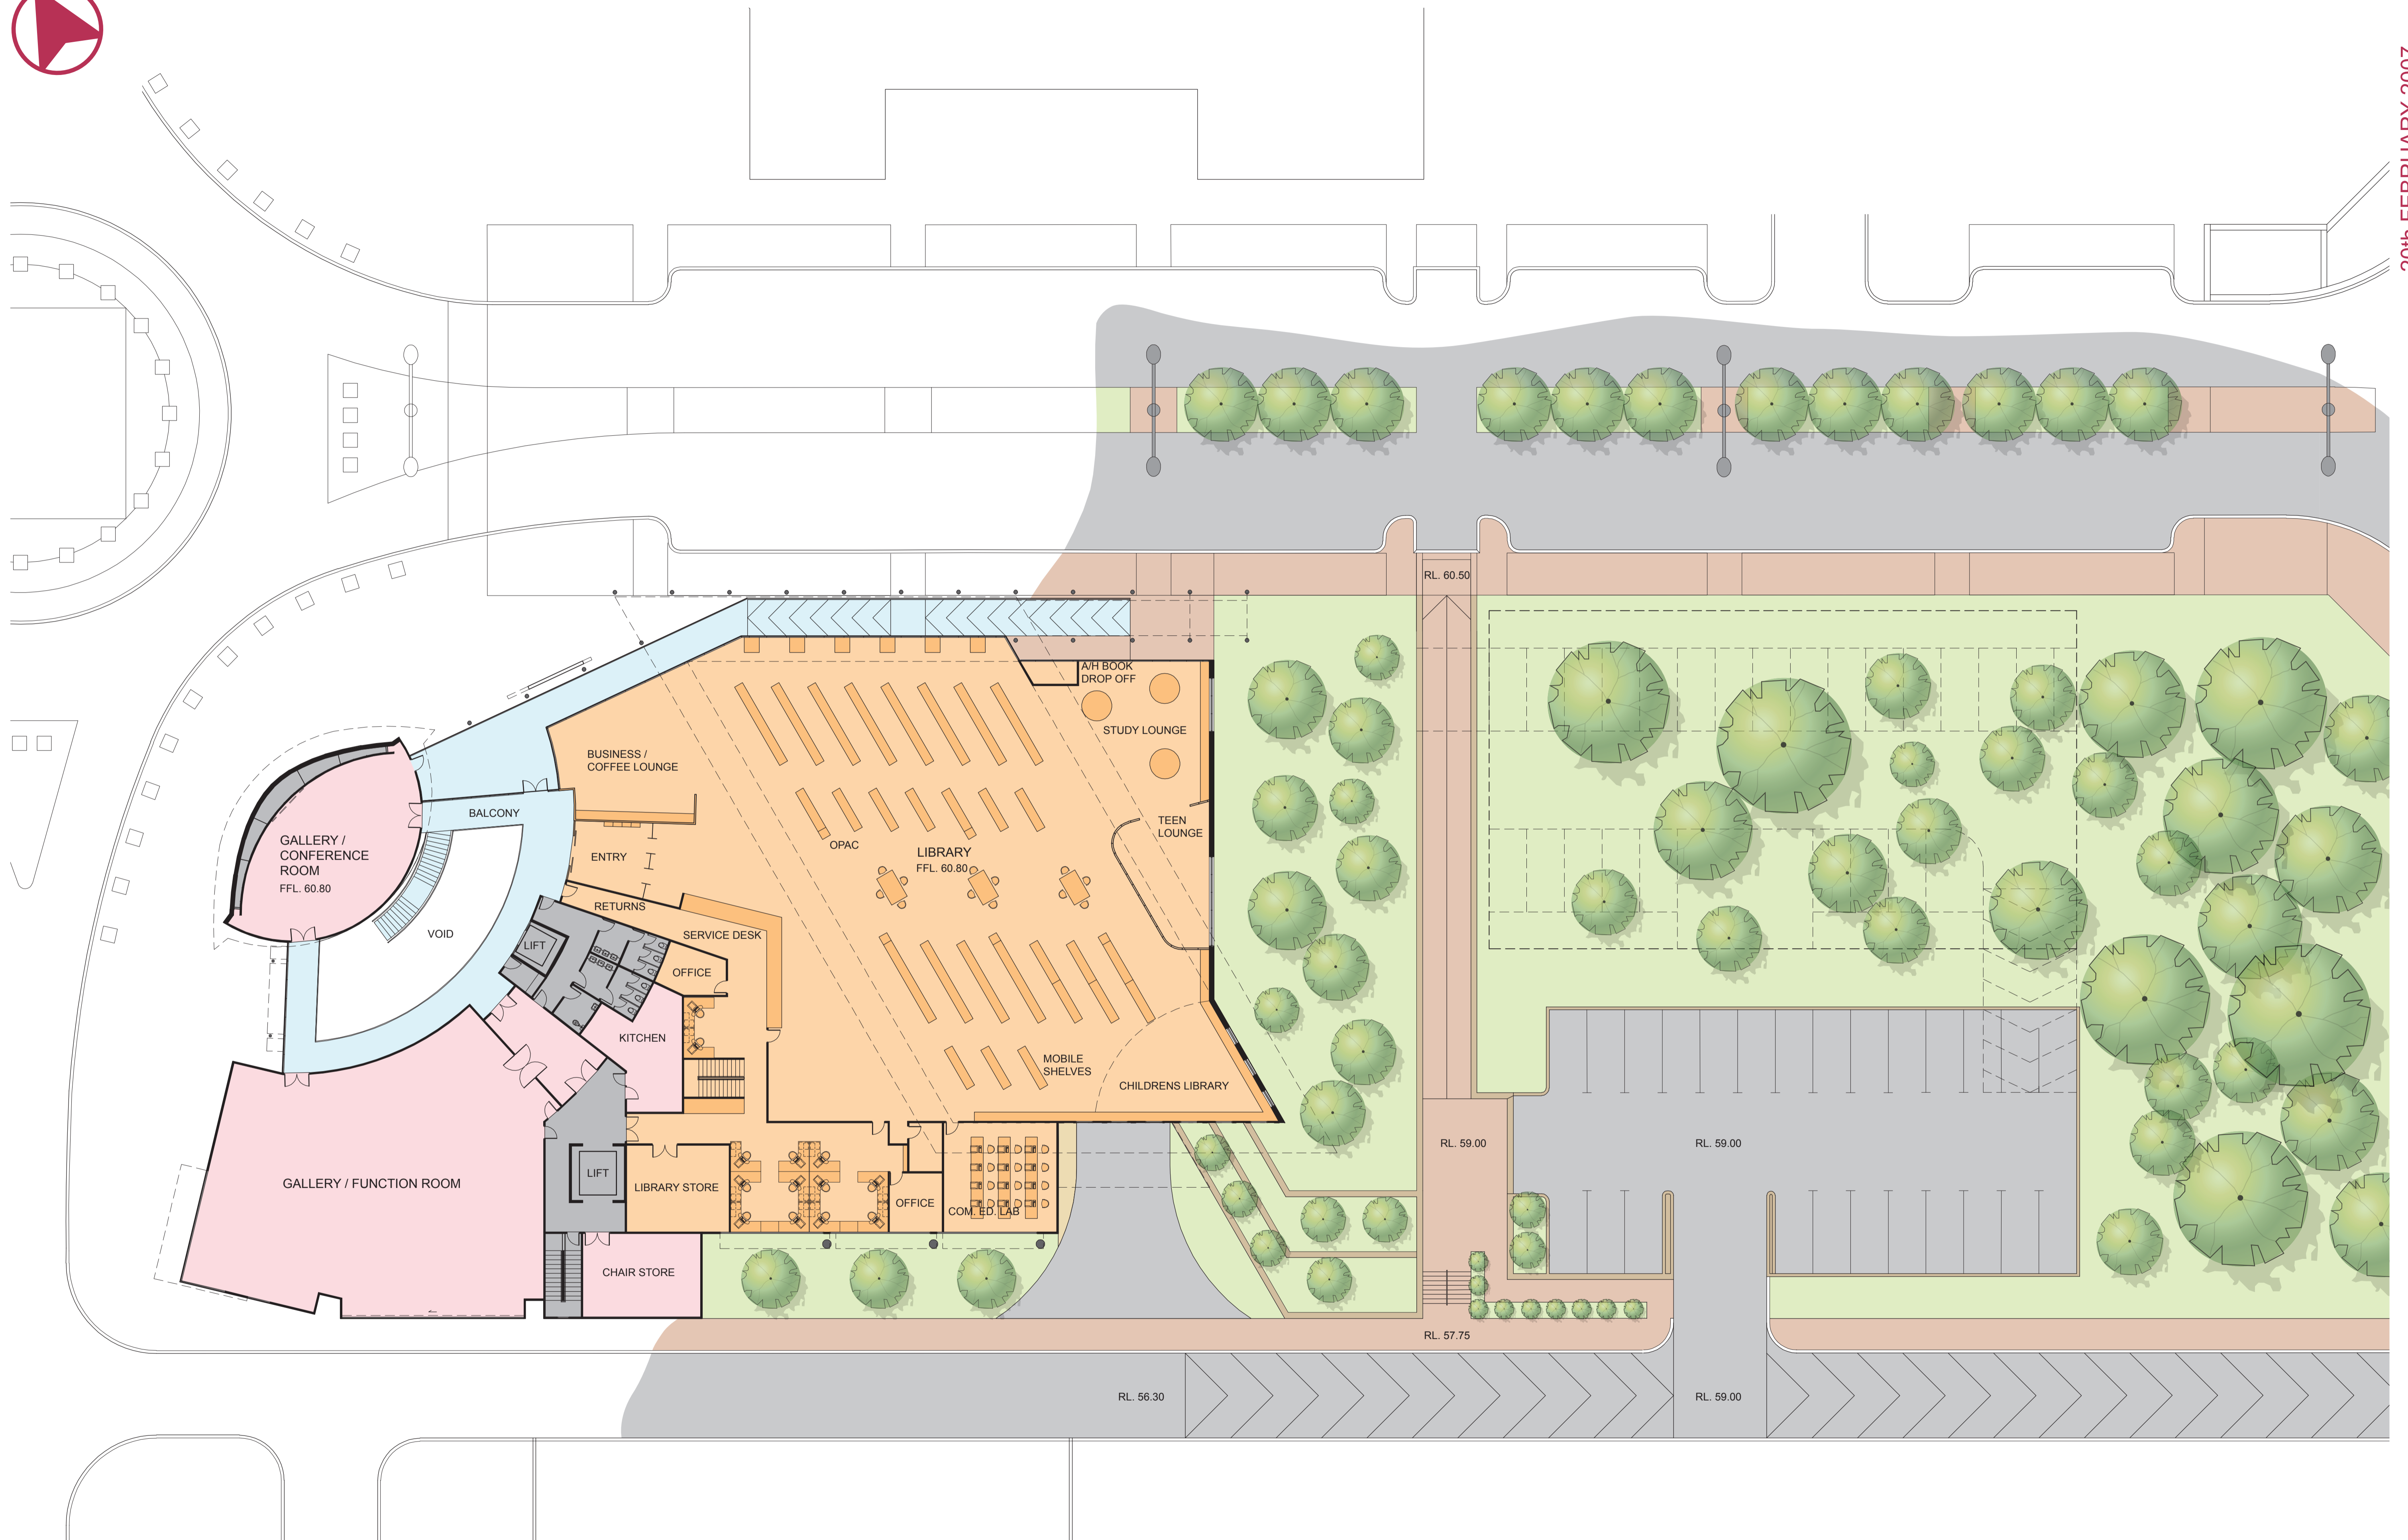 20th FEBRUARY 2007
RL. 60.50
A/H BOOK
DROP OFF
STUDY LOUNGE
BUSINESS /
COFFEE LOUNGE
BALCONY
TEEN
LOUNGE
GALLERY /
CONFERENCE
ROOM
FFL. 60.80
OPAC
LIBRARY
FFL. 60.80
ENTRY
RETURNS
VOID
SERVICE DESK
LIFT
OFFICE
KITCHEN
MOBILE
SHELVES
CHILDRENS LIBRARY
RL. 59.00
RL. 59.00
LIFT
GALLERY / FUNCTION ROOM
LIBRARY STORE
OFFICE
COM. ED. LAB
CHAIR STORE
RL. 57.75
RL. 56.30
RL. 59.00